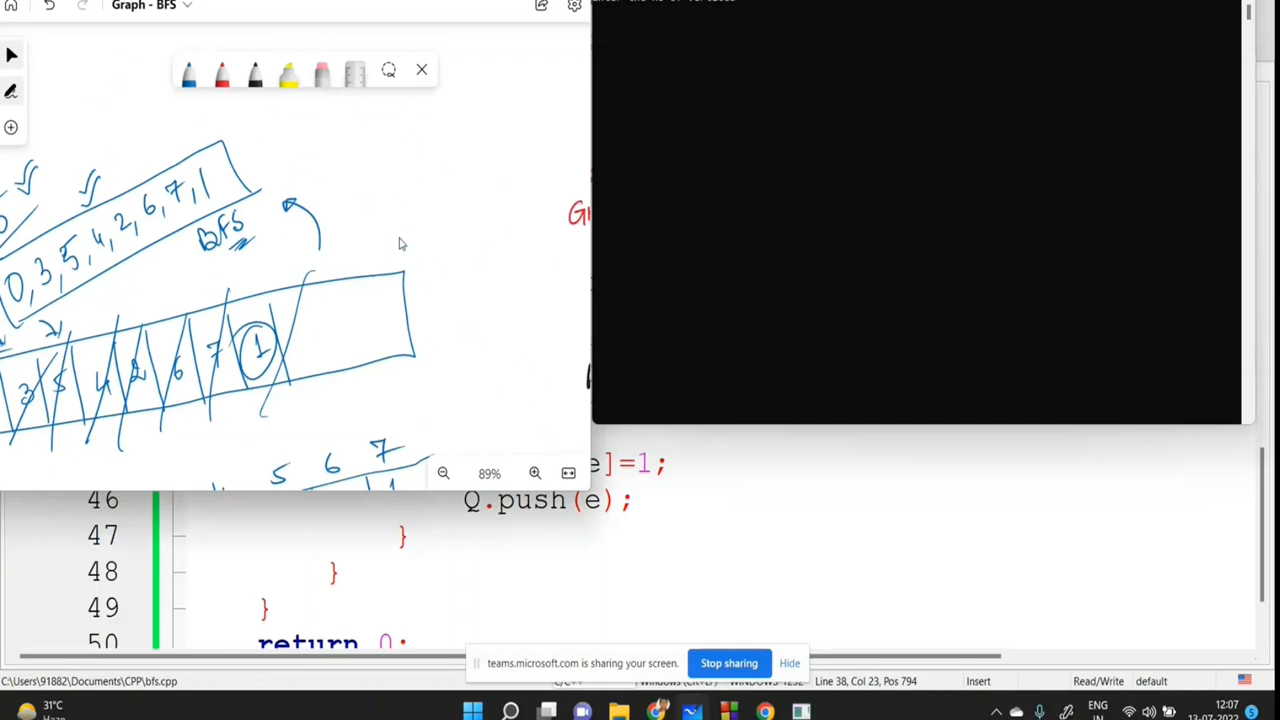 Graph - BFS
0, 3, 5, 4, 2, 6, 7, 1
BFS
3 5 4 2 6 7 1
5 6 7
89%
e]=1;
46 Q.push(e);
47 }
48 }
49 }
50 return 0;
teams.microsoft.com is sharing your screen. Stop sharing Hide
C:\Users\91882\Documents\CPP\bfs.cpp Line 38, Col 23, Pos 794 Insert Read/Write default
31°C
Haze
ENG
IN
12:07
13-07-2022
5